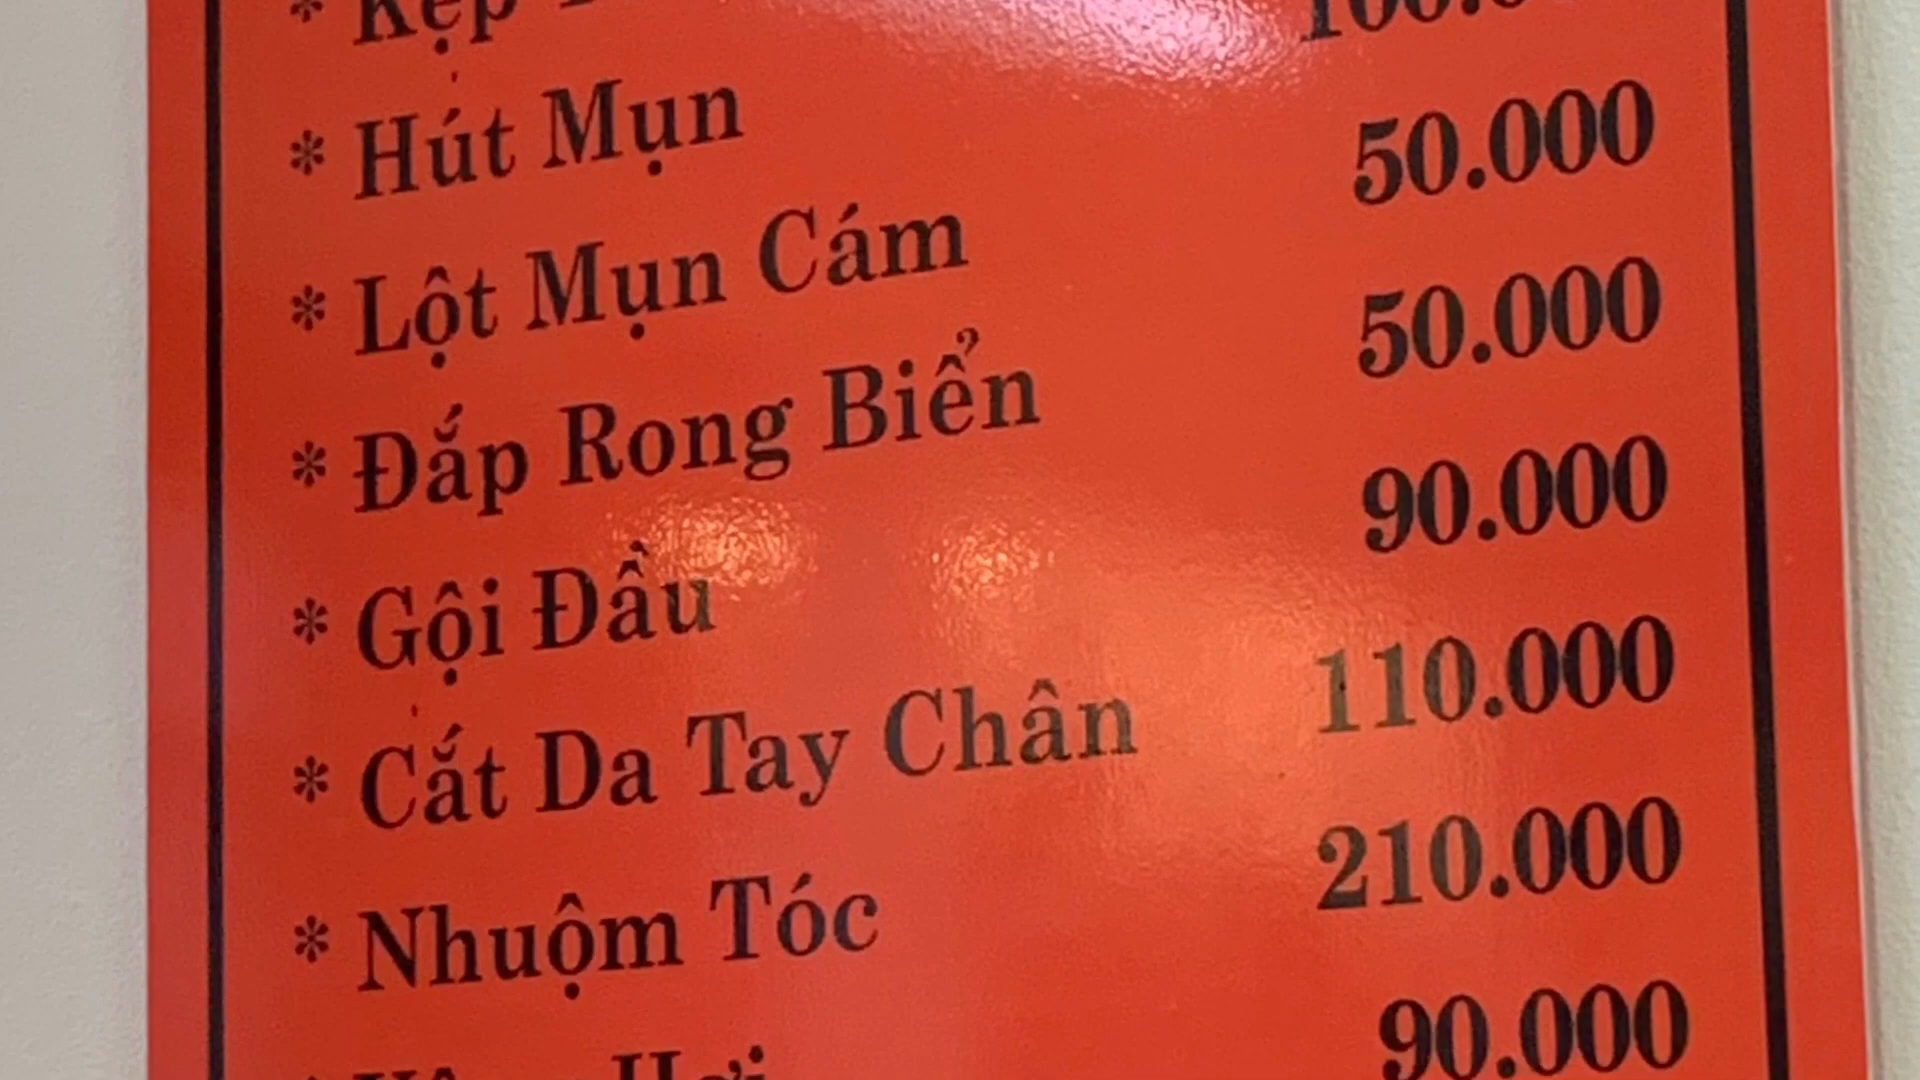 * Kẹp
* Hút Mụn
* Lột Mụn Cám 50.000
* Đắp Rong Biển 50.000
* Gội Đầu 90.000
* Cắt Da Tay Chân 110.000
* Nhuộm Tóc 210.000
90.000